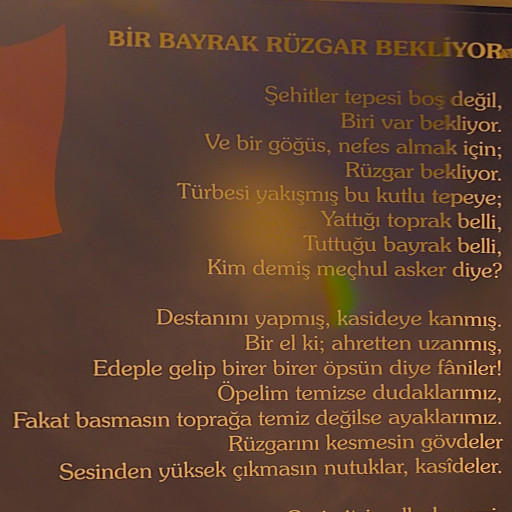 BİR BAYRAK RÜZGAR BEKLİYOR
Şehitler tepesi boş değil,
Biri var bekliyor.
Ve bir göğüs, nefes almak için;
Rüzgar bekliyor.
Türbesi yakışmış bu kutlu tepeye;
Yattığı toprak belli,
Tuttuğu bayrak belli,
Kim demiş meçhul asker diye?
Destanını yapmış, kasideye kanmış.
Bir el ki; ahretten uzanmış,
Edeple gelip birer birer öpsün diye fâniler!
Öpelim temizse dudaklarımız,
Fakat basmasın toprağa temiz değilse ayaklarımız.
Rüzgarını kesmesin gövdeler
Sesinden yüksek çıkmasın nutuklar, kasîdeler.